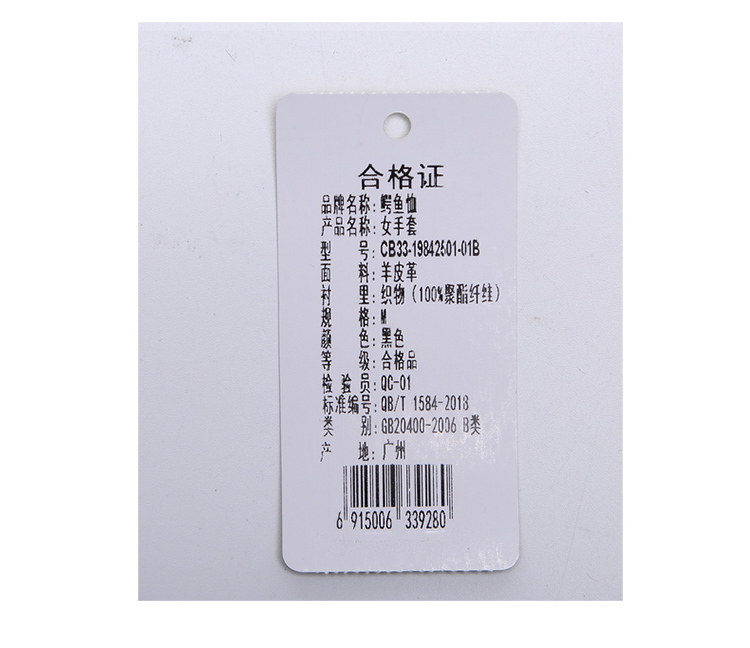 合格证
品牌名称:鳄鱼恤
产品名称:女手套
型 号:CB33-19842501-01B
面 料:羊皮革
衬 里:织物(100%聚酯纤维)
规 格:M
颜 色:黑色
等 级:合格品
检 验 员:QC-01
标准编号:QB/T 1584-2018
类 别:GB20400-2006 B类
产 地:广州
6 915006 339280